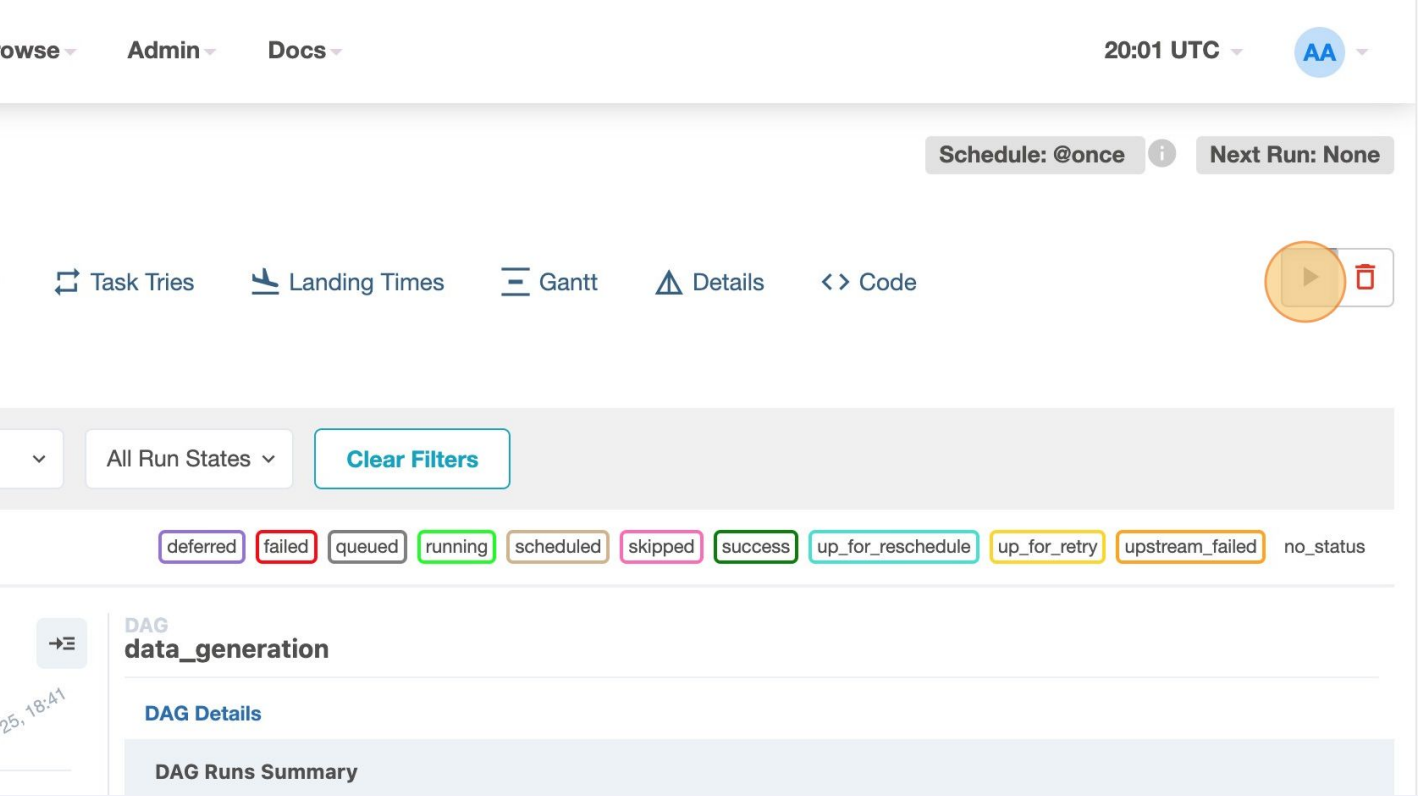 owse Admin Docs 20:01 UTC AA
Schedule: @once Next Run: None
Task Tries Landing Times Gantt Details <> Code
All Run States Clear Filters
deferred failed queued running scheduled skipped success up_for_reschedule up_for_retry upstream_failed no_status
DAG
data_generation
25, 18:41
DAG Details
DAG Runs Summary